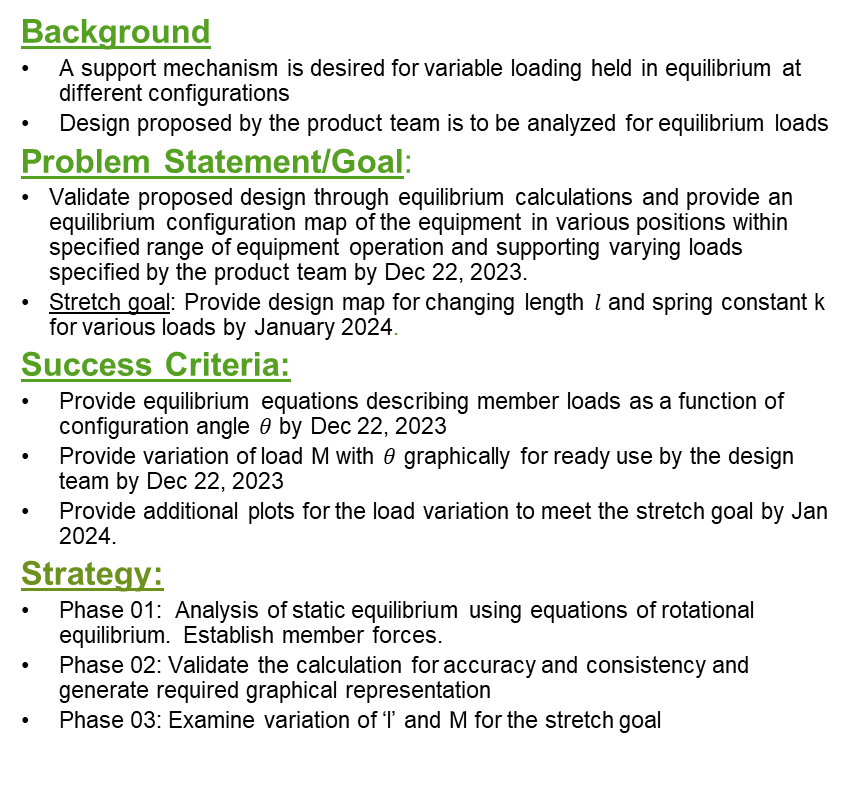 Background
• A support mechanism is desired for variable loading held in equilibrium at
different configurations
• Design proposed by the product team is to be analyzed for equilibrium loads
Problem Statement/Goal:
• Validate proposed design through equilibrium calculations and provide an
equilibrium configuration map of the equipment in various positions within
specified range of equipment operation and supporting varying loads
specified by the product team by Dec 22, 2023.
• Stretch goal: Provide design map for changing length l and spring constant k
for various loads by January 2024.
Success Criteria:
• Provide equilibrium equations describing member loads as a function of
configuration angle θ by Dec 22, 2023
• Provide variation of load M with θ graphically for ready use by the design
team by Dec 22, 2023
• Provide additional plots for the load variation to meet the stretch goal by Jan
2024.
Strategy:
• Phase 01: Analysis of static equilibrium using equations of rotational
equilibrium. Establish member forces.
• Phase 02: Validate the calculation for accuracy and consistency and
generate required graphical representation
• Phase 03: Examine variation of ‘l’ and M for the stretch goal